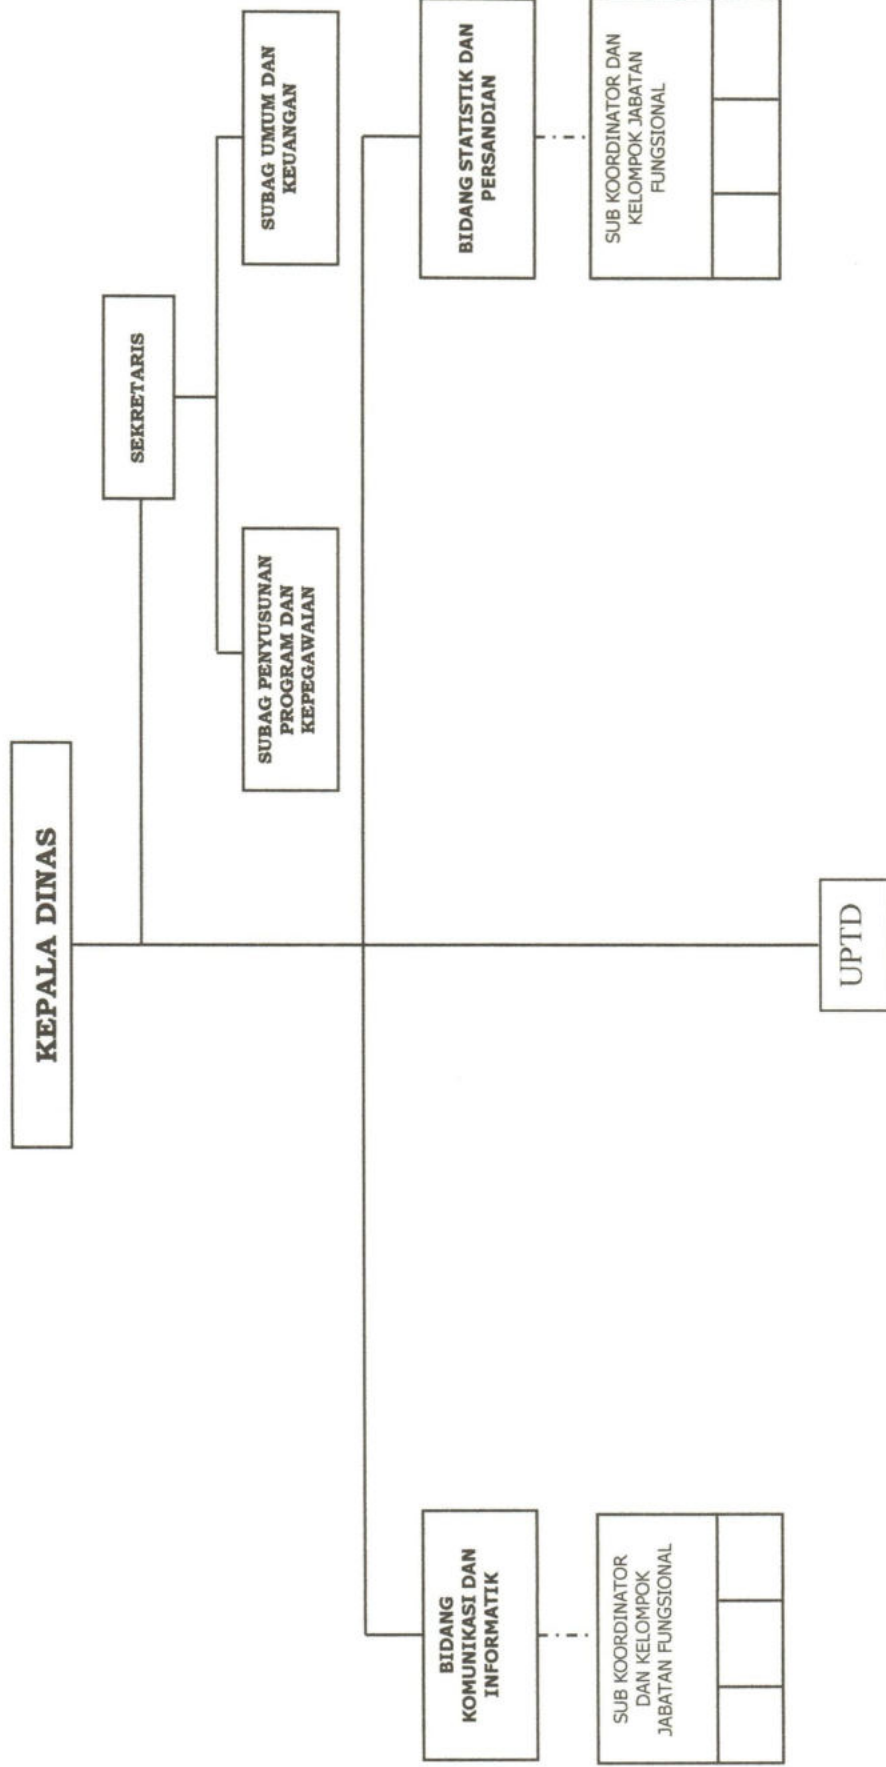 KEPALA DINAS
SEKRETARIS
SUBAG PENYUSUNAN
PROGRAM DAN
KEPEGAWAIAN
SUBAG UMUM DAN
KEUANGAN
BIDANG
KOMUNIKASI DAN
INFORMATIK
BIDANG STATISTIK DAN
PERSANDIAN
SUB KOORDINATOR
DAN KELOMPOK
JABATAN FUNGSIONAL
SUB KOORDINATOR DAN
KELOMPOK JABATAN
FUNGSIONAL
UPTD